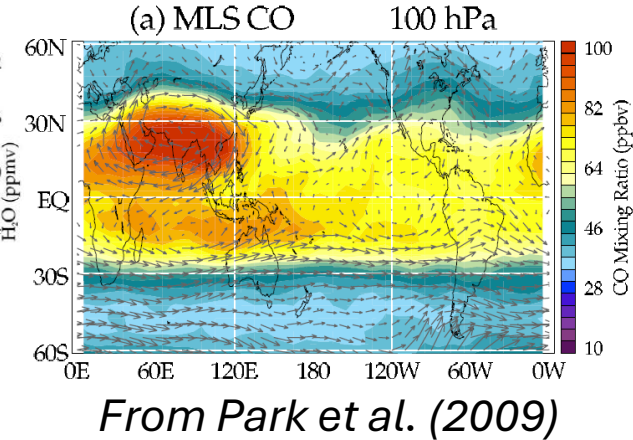 (a) MLS CO 100 hPa
60N
30N
EQ
30S
60S
0E 60E 120E 180 120W 60W 0W
H₂O (ppmv)
100
82
64
46
28
10
CO Mixing Ratio (ppbv)
From Park et al. (2009)